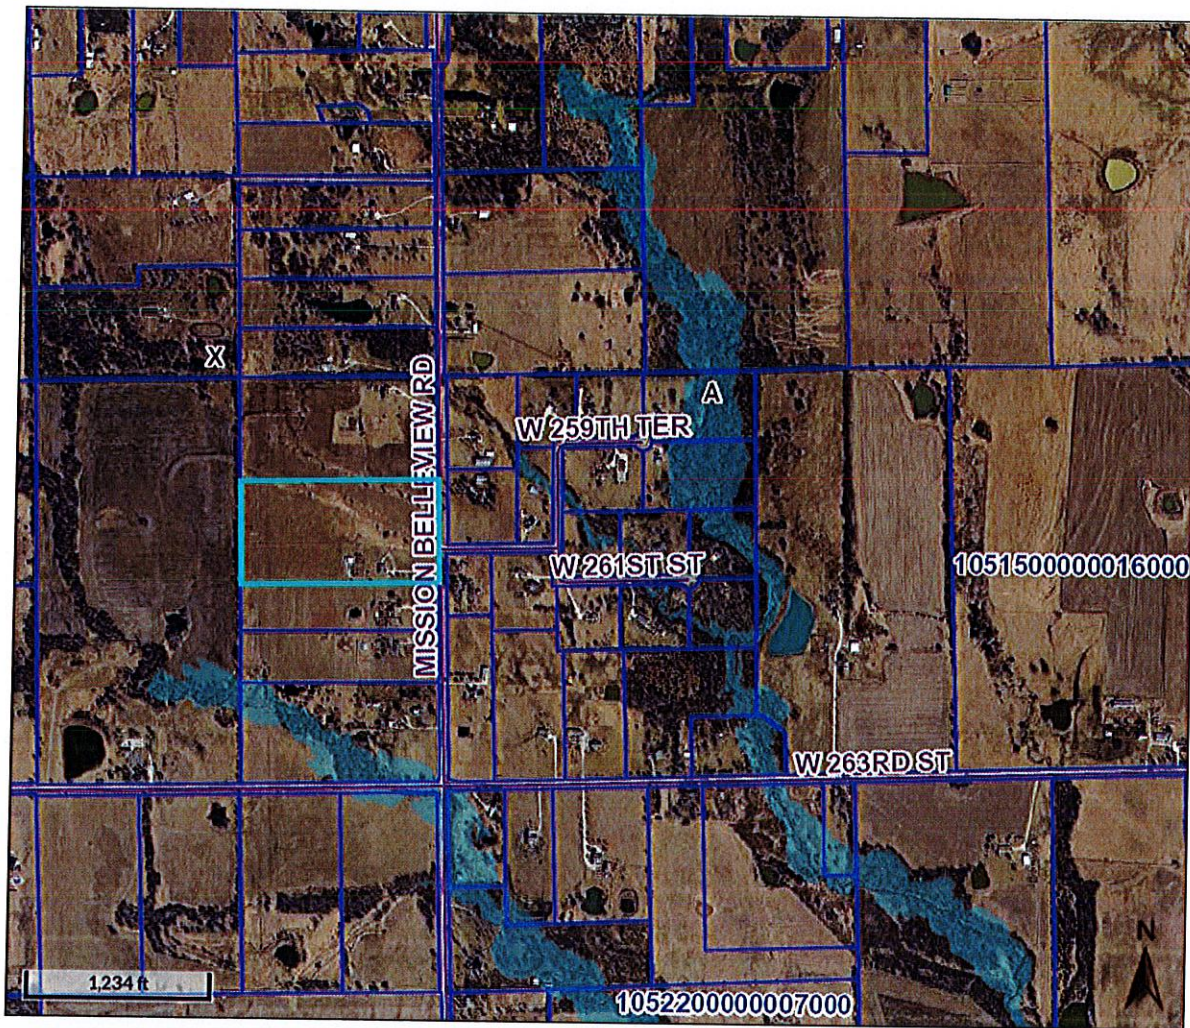 X
MISSION BELLEVIEW RD
A
W 259TH TER
W 261ST ST
1051500000016000
W 263RD ST
N
1,234 ft
1052200000007000